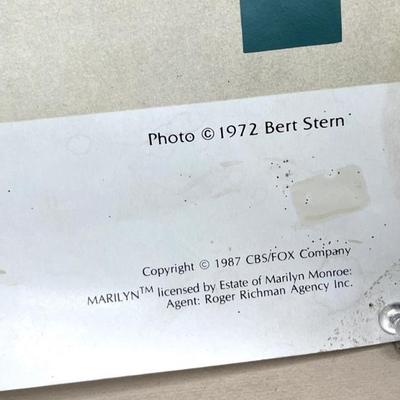 Photo © 1972 Bert Stern
Copyright © 1987 CBS/FOX Company
MARILYN™ licensed by Estate of Marilyn Monroe:
Agent: Roger Richman Agency Inc.